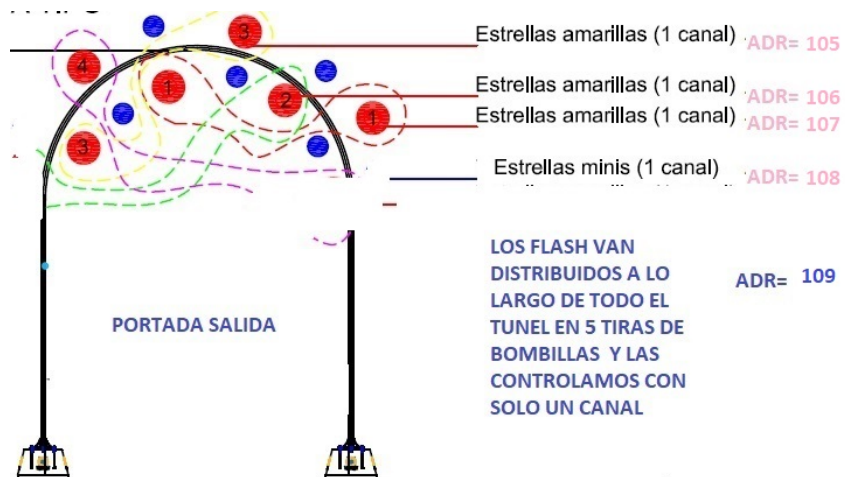 3
Estrellas amarillas (1 canal) ADR= 105
4
1
2
Estrellas amarillas (1 canal) ADR= 106
1
Estrellas amarillas (1 canal) ADR= 107
3
Estrellas minis (1 canal) ADR= 108
LOS FLASH VAN
DISTRIBUIDOS A LO
LARGO DE TODO EL
TUNEL EN 5 TIRAS DE
BOMBILLAS Y LAS
CONTROLAMOS CON
SOLO UN CANAL
ADR= 109
PORTADA SALIDA